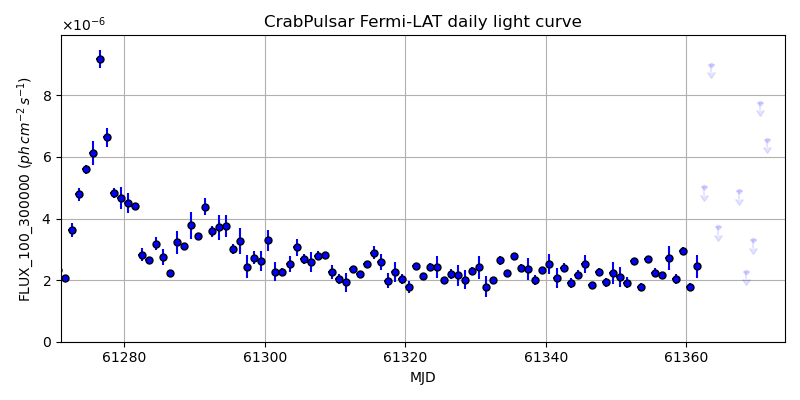 CrabPulsar Fermi-LAT daily light curve
×10⁻⁶
8
6
4
2
0
FLUX_100_300000 (ph cm⁻² s⁻¹)
61280 61300 61320 61340 61360
MJD